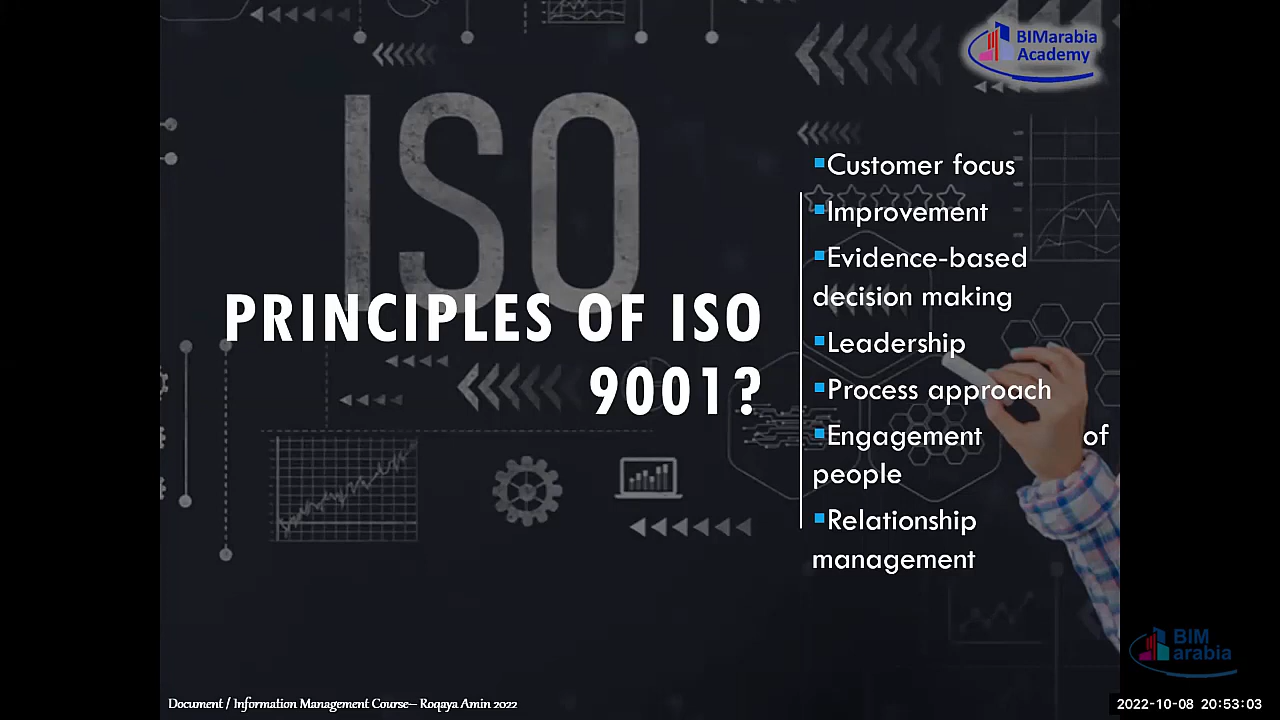 BIMarabia
Academy
ISO
PRINCIPLES OF ISO
9001?
▪Customer focus
▪Improvement
▪Evidence-based
decision making
▪Leadership
▪Process approach
▪Engagement of
people
▪Relationship
management
BIM
arabia
Document / Information Management Course– Roqaya Amin 2022
2022-10-08 20:53:03